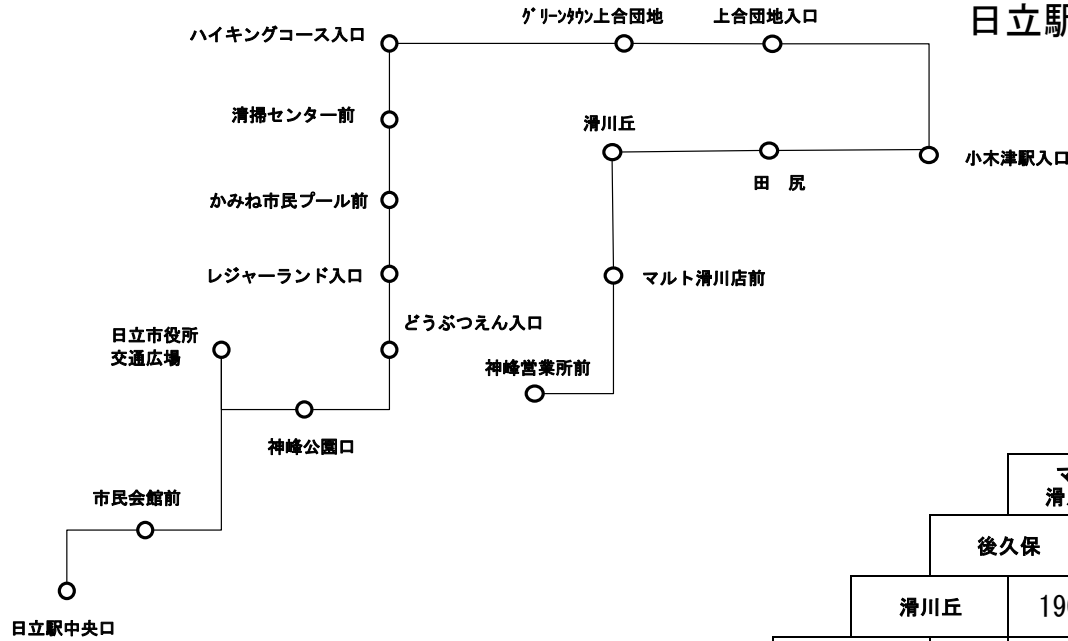 日立駅
グリーンタウン上合団地
上合団地入口
ハイキングコース入口
清掃センター前
滑川丘
小木津駅入口
田 尻
かみね市民プール前
レジャーランド入口
マルト滑川店前
どうぶつえん入口
日立市役所
交通広場
神峰営業所前
神峰公園口
市民会館前
後久保
滑川丘
日立駅中央口